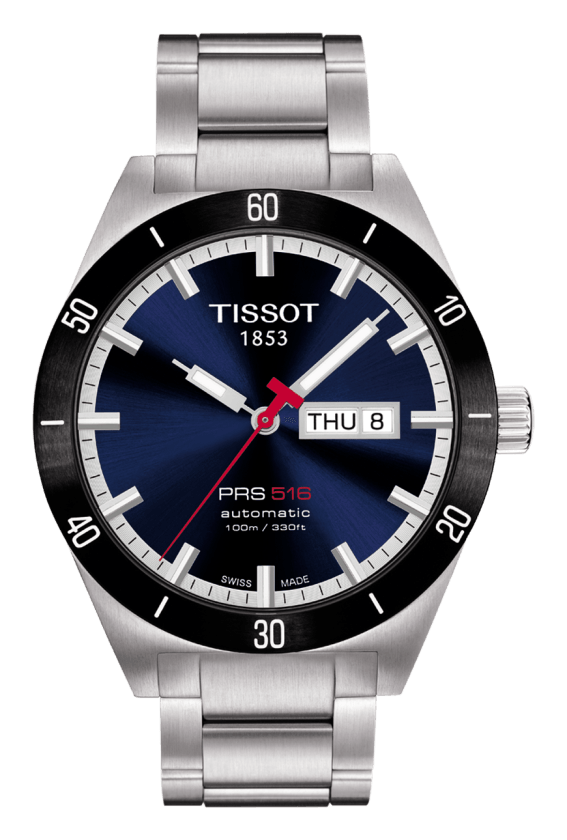 60
50
10
TISSOT
1853
THU 8
PRS 516
automatic
100m / 330ft
40
20
SWISS MADE
30